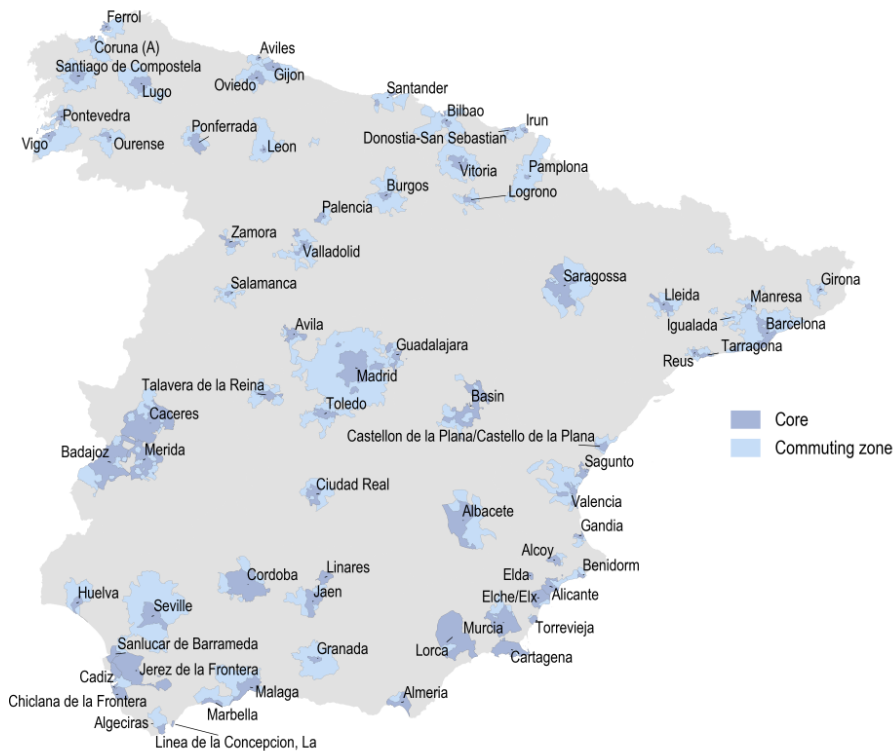 Ferrol
Coruna (A)
Santiago de Compostela
Lugo
Aviles
Oviedo
Gijon
Santander
Bilbao
Irun
Donostia-San Sebastian
Pontevedra
Vigo
Ourense
Ponferrada
Leon
Vitoria
Pamplona
Burgos
Logrono
Palencia
Zamora
Valladolid
Salamanca
Saragossa
Lleida
Manresa
Girona
Igualada
Barcelona
Tarragona
Reus
Avila
Guadalajara
Madrid
Talavera de la Reina
Toledo
Basin
Caceres
Castellon de la Plana/Castello de la Plana
Core
Commuting zone
Badajoz
Merida
Sagunto
Ciudad Real
Valencia
Albacete
Gandia
Alcoy
Benidorm
Elda
Linares
Cordoba
Huelva
Jaen
Alicante
Elche/Elx
Seville
Murcia
Torrevieja
Sanlucar de Barrameda
Granada
Lorca
Cartagena
Cadiz
Jerez de la Frontera
Malaga
Almeria
Chiclana de la Frontera
Marbella
Algeciras
Linea de la Concepcion, La